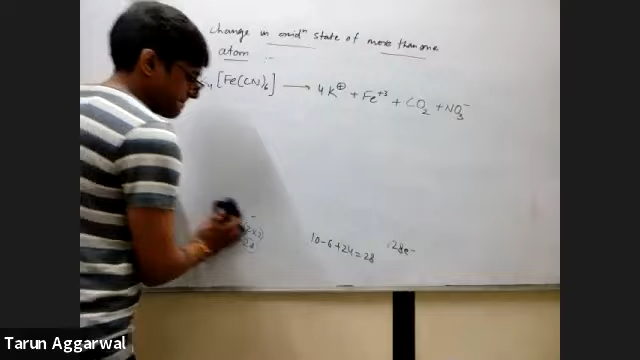 change in oxidⁿ state of more than one
atom ..
₄ [Fe(CN)₆] → 4K⊕ + Fe⁺³ + CO₂ + NO₃⁻
10-6+24=28
28e⁻
Tarun Aggarwal